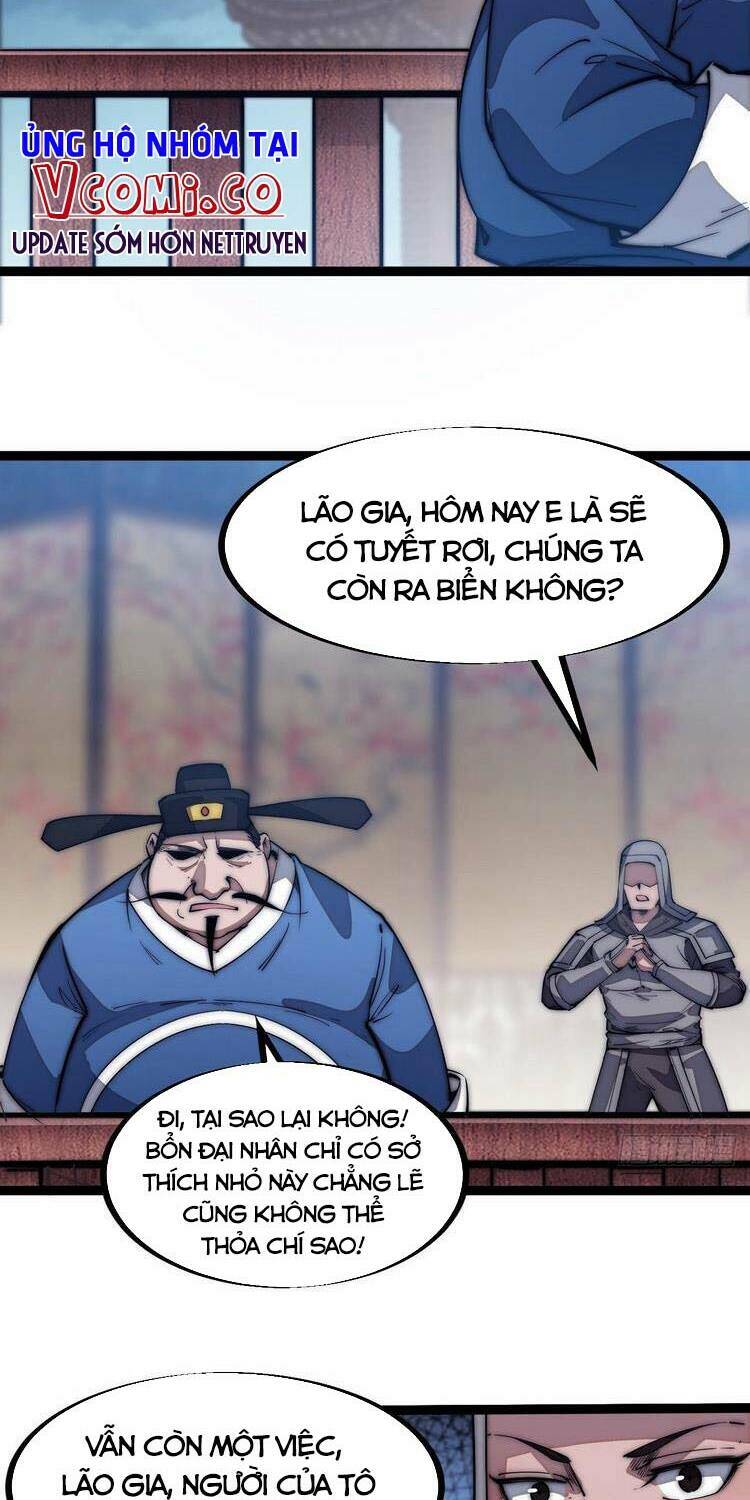 ỦNG HỘ NHÓM TẠI
VCOMI.CO
UPDATE SỚM HƠN NETTRUYEN
LÃO GIA, HÔM NAY E LÀ SẼ
CÓ TUYẾT RƠI, CHÚNG TA
CÒN RA BIỂN KHÔNG?
ĐI, TẠI SAO LẠI KHÔNG!
BỔN ĐẠI NHÂN CHỈ CÓ SỞ
THÍCH NHỎ NÀY CHẲNG LẼ
CŨNG KHÔNG THỂ
THỎA CHÍ SAO!
VẪN CÒN MỘT VIỆC,
LÃO GIA, NGƯỜI CỦA TÔ